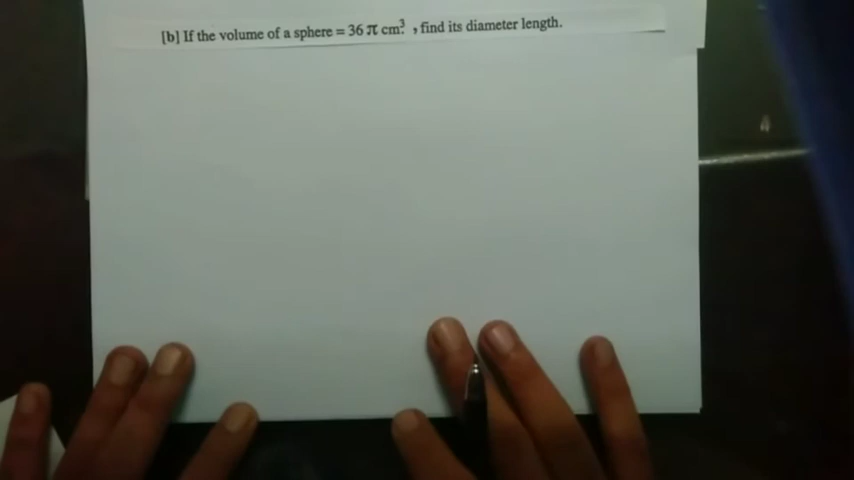 [b] If the volume of a sphere = 36 π cm³. , find its diameter length.